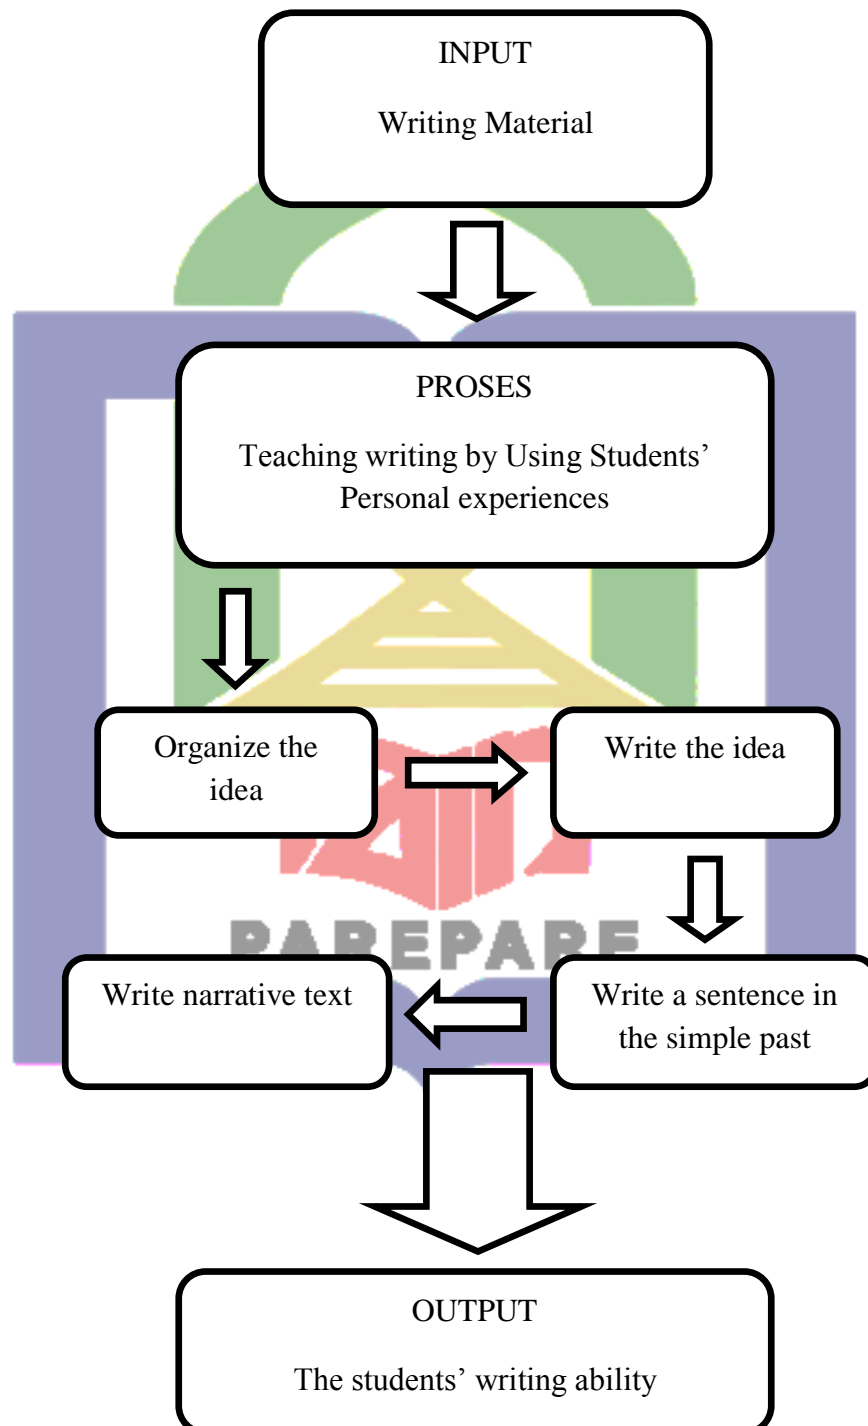 INPUT
Writing Material
PROSES
Teaching writing by Using Students’
Personal experiences
Organize the
idea
Write the idea
PAREPARE
Write narrative text
Write a sentence in
the simple past
OUTPUT
The students’ writing ability